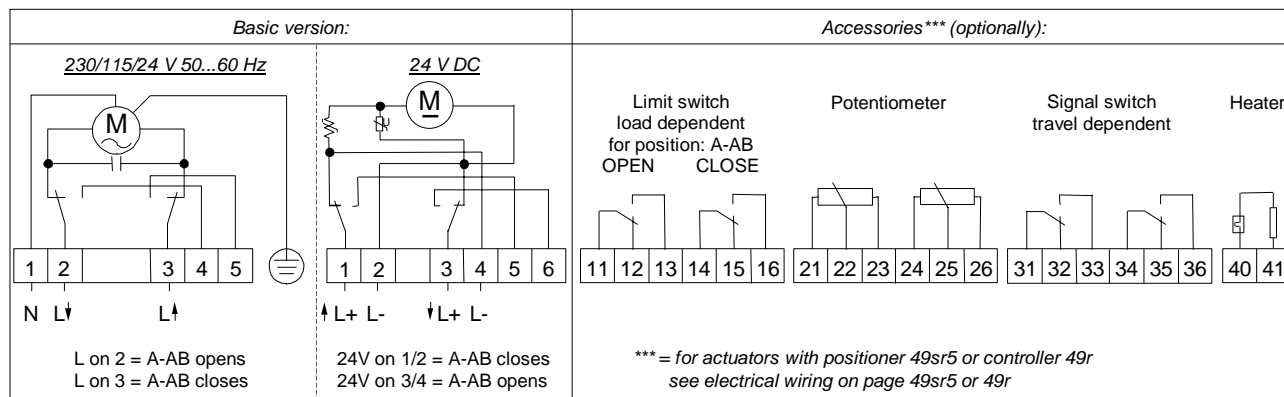 Basic version:
Accessories*** (optionally):
230/115/24 V 50...60 Hz
24 V DC
M
M
Limit switch
load dependent
for position: A-AB
OPEN CLOSE
Potentiometer
Signal switch
travel dependent
Heater
1 2 3 4 5
1 2 3 4 5 6
11 12 13 14 15 16
21 22 23 24 25 26
31 32 33 34 35 36
40 41
N L L
L+ L- L+ L-
L on 2 = A-AB opens
L on 3 = A-AB closes
24V on 1/2 = A-AB closes
24V on 3/4 = A-AB opens
*** = for actuators with positioner 49sr5 or controller 49r
see electrical wiring on page 49sr5 or 49r